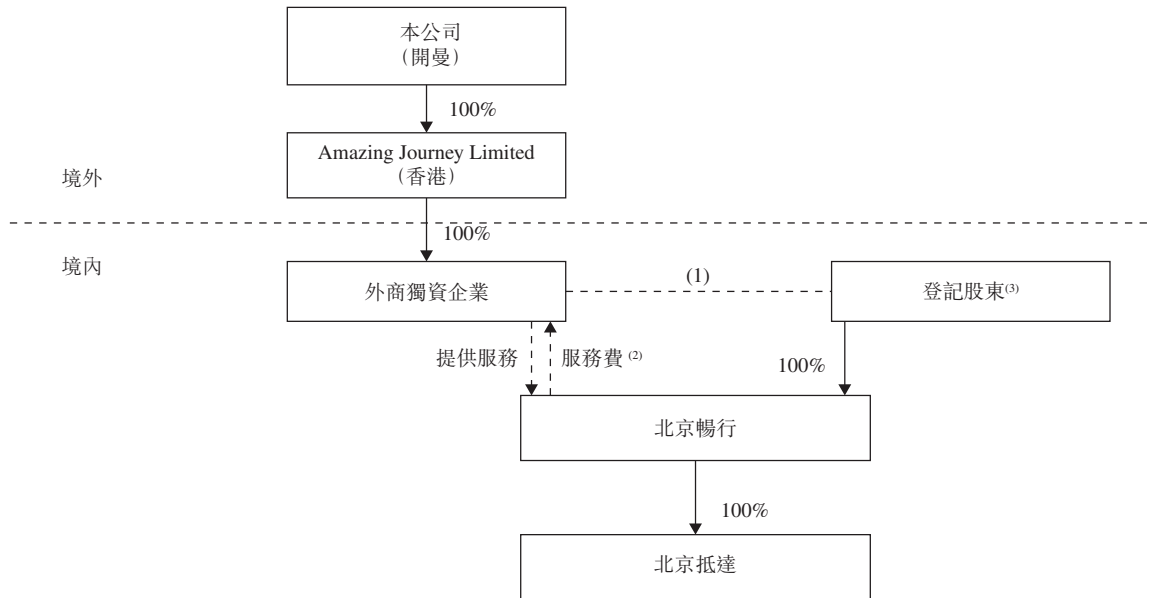 本公司
（開曼）
100%
Amazing Journey Limited
（香港）
境外
100%
境內
外商獨資企業
(1)
登記股東(3)
提供服務
服務費(2)
100%
北京暢行
100%
北京抵達